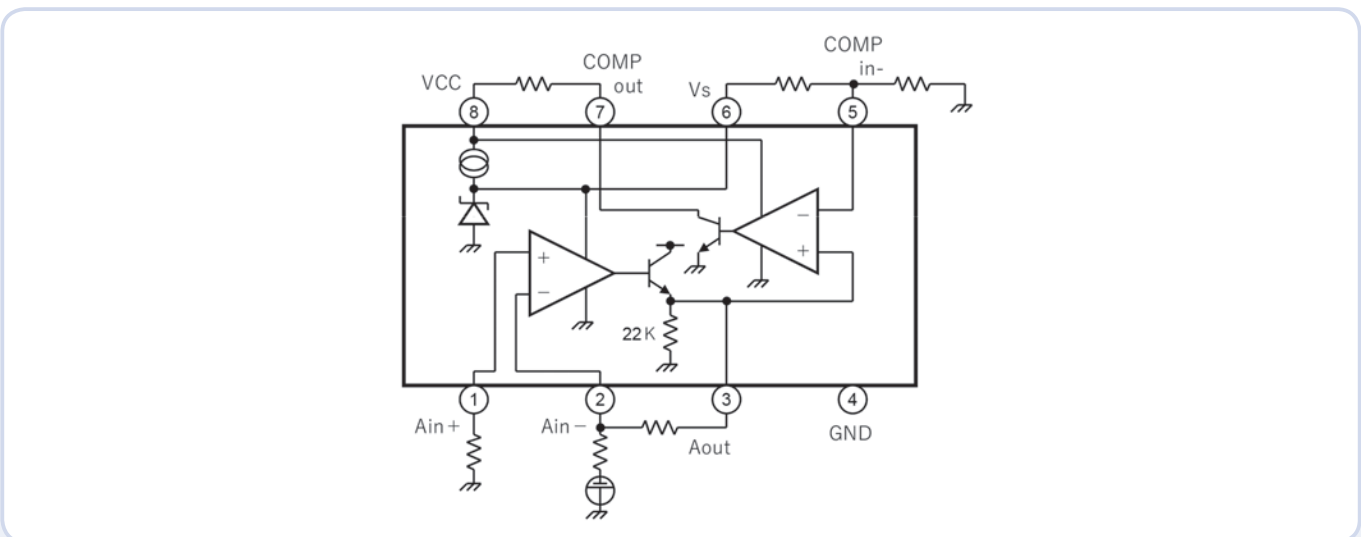 COMP
COMP
out
in-
VCC
Vs
8
7
6
5
−
+
+
−
22K
1
2
3
4
Ain+
Ain−
Aout
GND